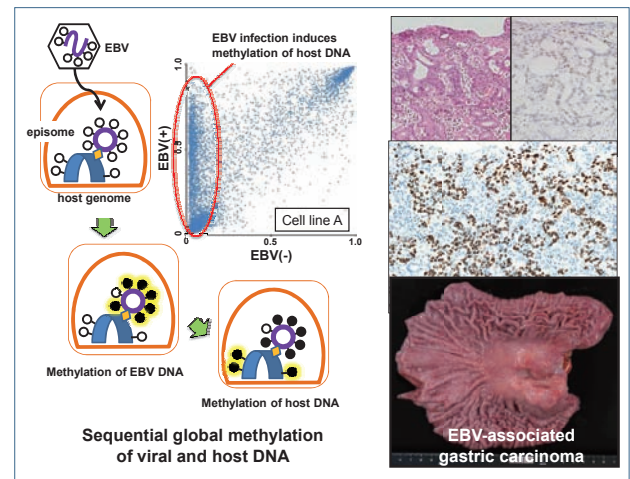 EBV
EBV infection induces
methylation of host DNA
episome
host genome
1.0
0.5
0
EBV(+)
0
0.5
1.0
EBV(-)
Cell line A
Methylation of EBV DNA
Methylation of host DNA
Sequential global methylation
of viral and host DNA
EBV-associated
gastric carcinoma